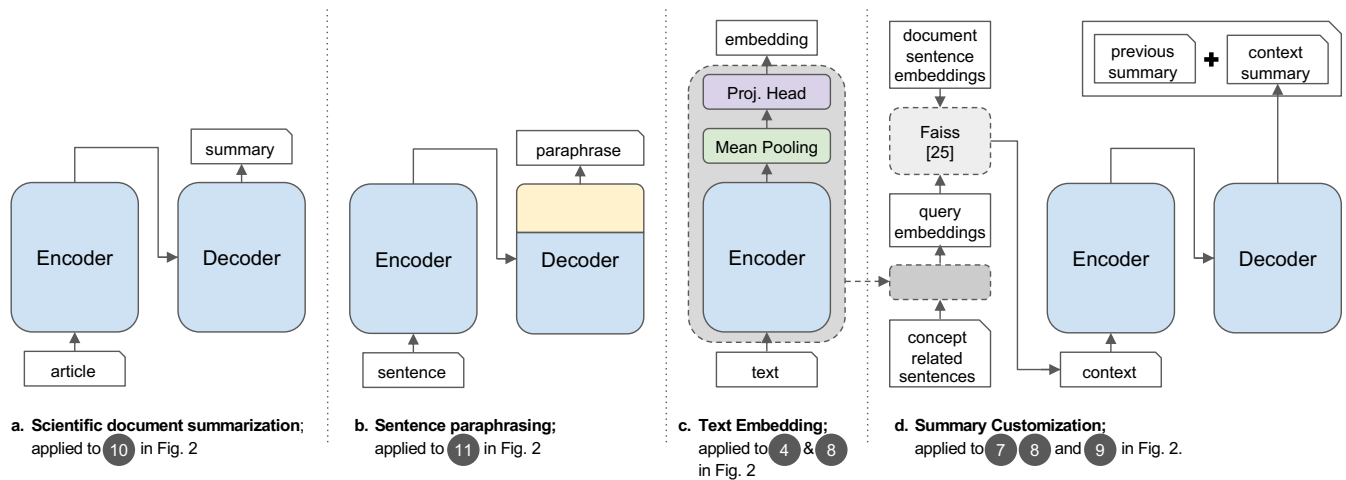 summary
Encoder
Decoder
article
a. Scientific document summarization;
applied to 10 in Fig. 2
paraphrase
Encoder
Decoder
sentence
b. Sentence paraphrasing;
applied to 11 in Fig. 2
embedding
Proj. Head
Mean Pooling
Encoder
text
c. Text Embedding;
applied to 4 & 8
in Fig. 2
document
sentence
embeddings
Faiss
[25]
query
embeddings
concept
related
sentences
previous
summary
+
context
summary
Encoder
Decoder
context
d. Summary Customization;
applied to 7 8 and 9 in Fig. 2.